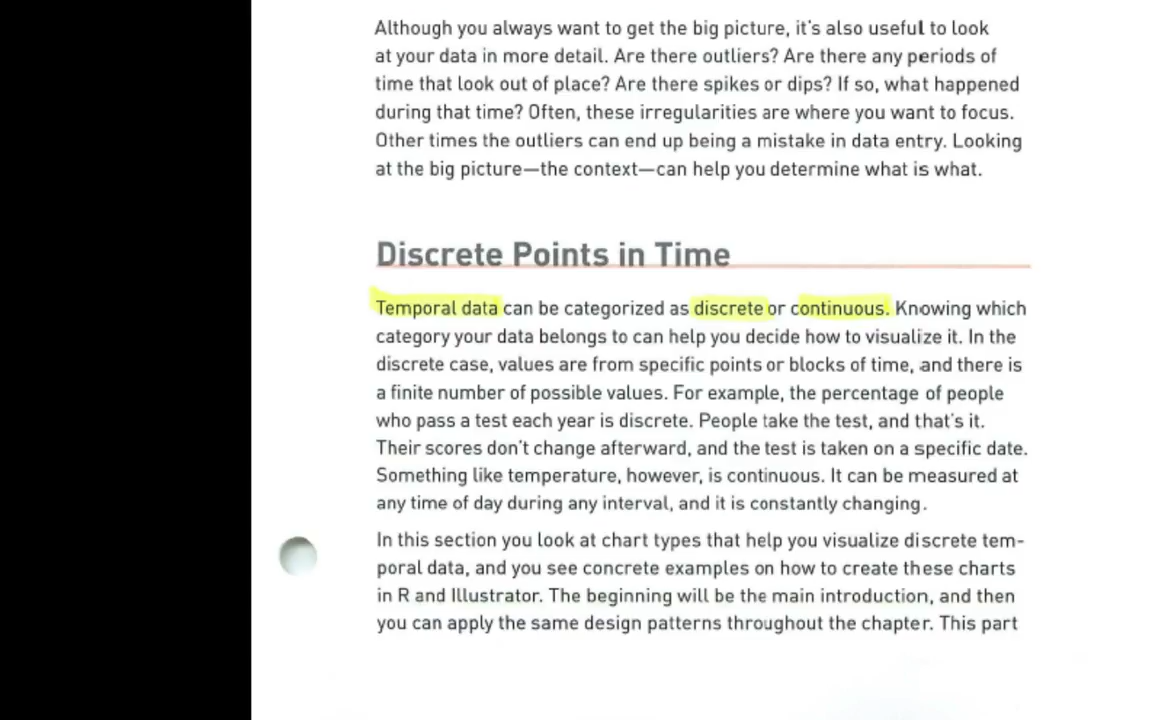 Although you always want to get the big picture, it's also useful to look
at your data in more detail. Are there outliers? Are there any periods of
time that look out of place? Are there spikes or dips? If so, what happened
during that time? Often, these irregularities are where you want to focus.
Other times the outliers can end up being a mistake in data entry. Looking
at the big picture—the context—can help you determine what is what.
Discrete Points in Time
Temporal data can be categorized as discrete or continuous. Knowing which
category your data belongs to can help you decide how to visualize it. In the
discrete case, values are from specific points or blocks of time, and there is
a finite number of possible values. For example, the percentage of people
who pass a test each year is discrete. People take the test, and that's it.
Their scores don't change afterward, and the test is taken on a specific date.
Something like temperature, however, is continuous. It can be measured at
any time of day during any interval, and it is constantly changing.
In this section you look at chart types that help you visualize discrete tem-
poral data, and you see concrete examples on how to create these charts
in R and Illustrator. The beginning will be the main introduction, and then
you can apply the same design patterns throughout the chapter. This part